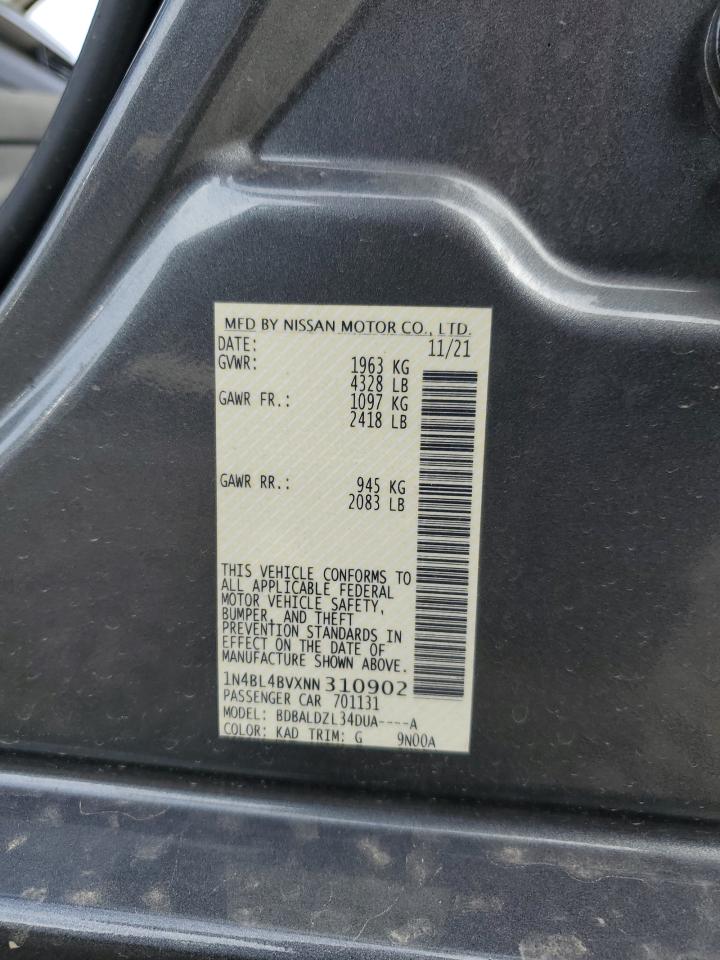 MFD BY NISSAN MOTOR CO., LTD.
DATE: 11/21
GVWR: 1963 KG
4328 LB
GAWR FR.: 1097 KG
2418 LB
GAWR RR.: 945 KG
2083 LB
THIS VEHICLE CONFORMS TO
ALL APPLICABLE FEDERAL
MOTOR VEHICLE SAFETY,
BUMPER, AND THEFT
PREVENTION STANDARDS IN
EFFECT ON THE DATE OF
MANUFACTURE SHOWN ABOVE.
1N4BL4BVXNN 310902
PASSENGER CAR 701131
MODEL: BDBALDZL34DUA----A
COLOR: KAD TRIM: G 9N00A